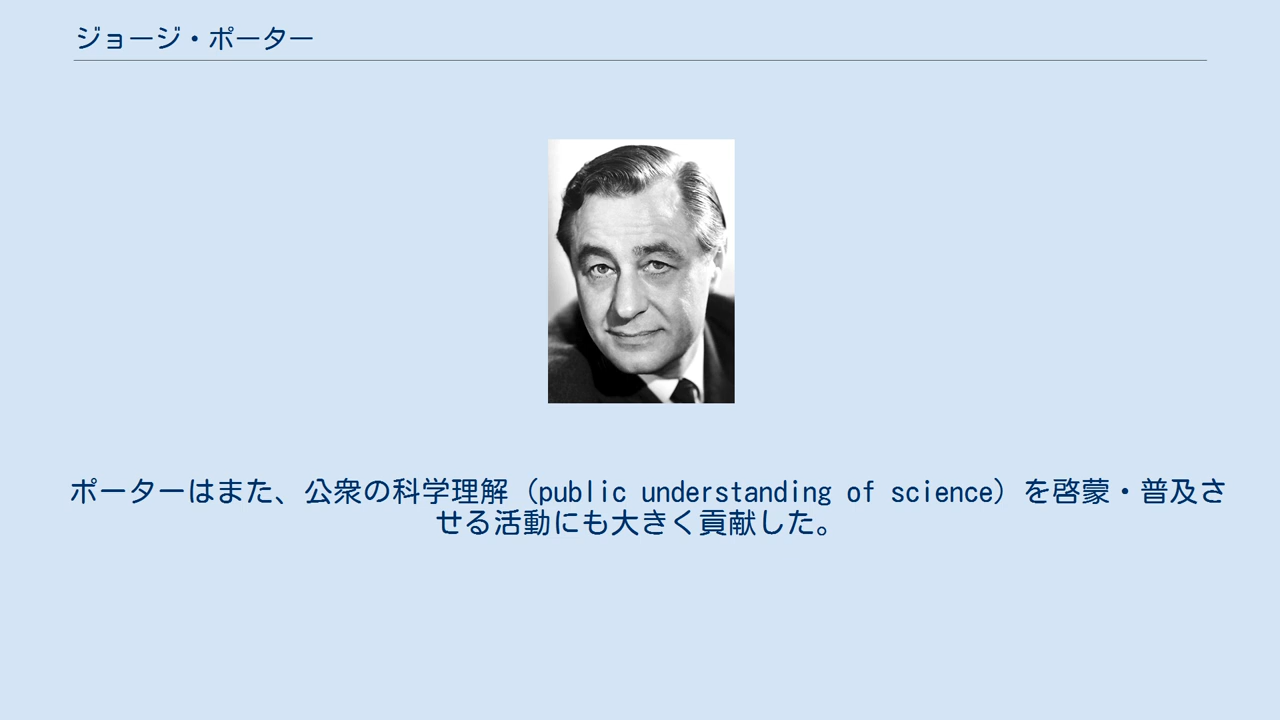 ジョージ・ポーター
ポーターはまた、公衆の科学理解（public understanding of science）を啓蒙・普及さ
せる活動にも大きく貢献した。